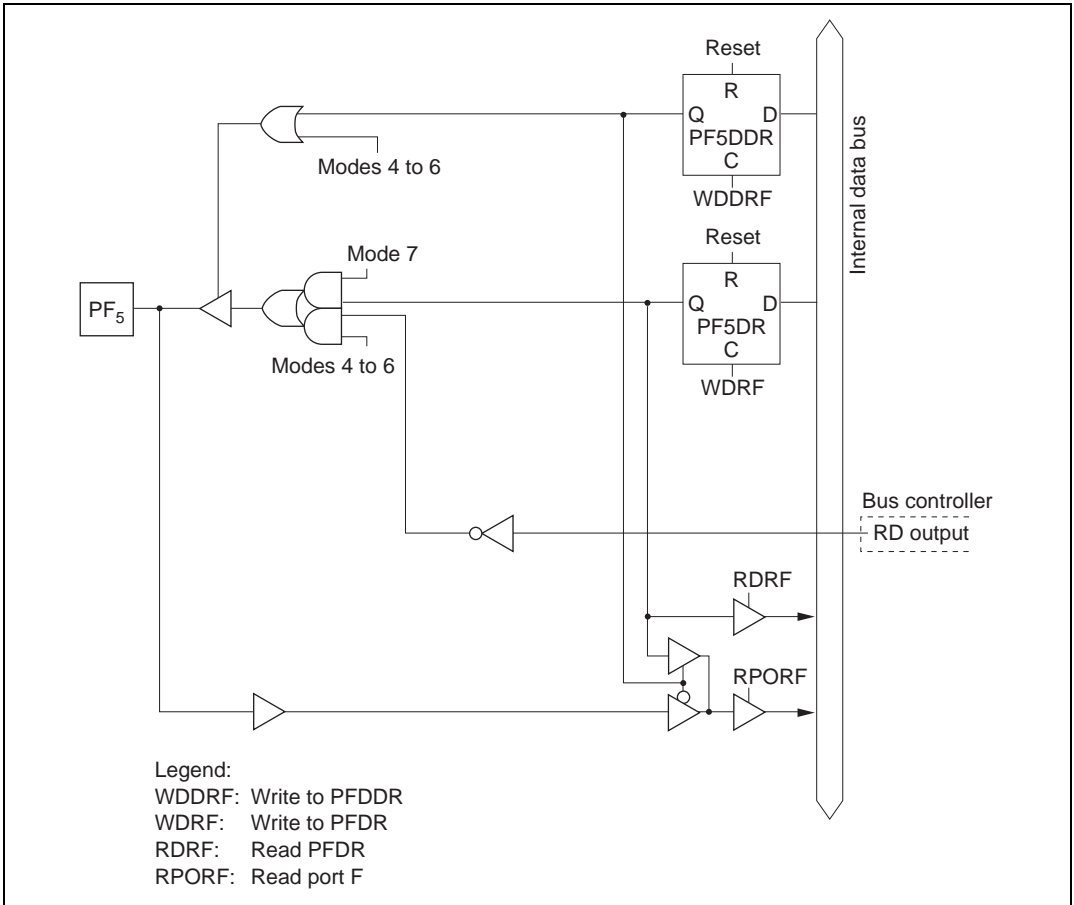 Reset
R
Q D
PF5DDR
C
WDDRF
Modes 4 to 6
Internal data bus
Reset
R
Q D
PF5DR
C
WDRF
Mode 7
PF5
Modes 4 to 6
Bus controller
RD output
RDRF
RPORF
Legend:
WDDRF: Write to PFDDR
WDRF: Write to PFDR
RDRF: Read PFDR
RPORF: Read port F